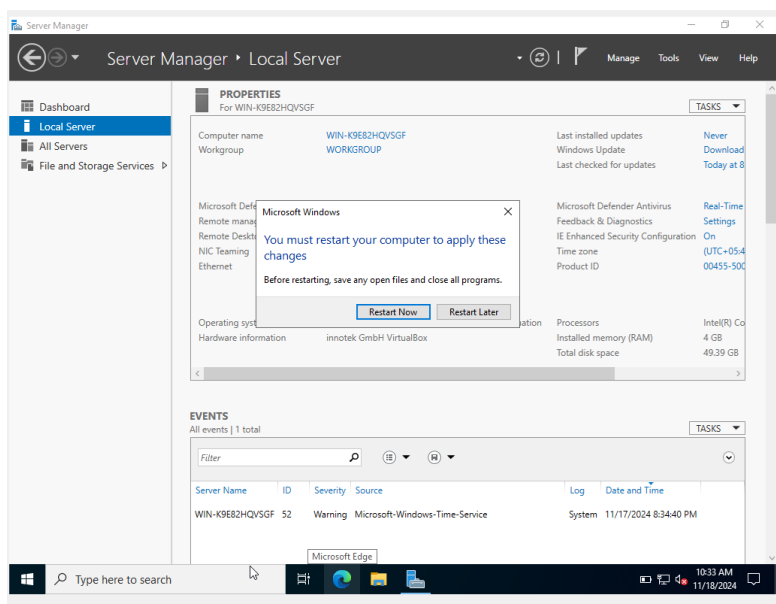 Server Manager
Server Manager • Local Server
Manage Tools View Help
Dashboard
Local Server
All Servers
File and Storage Services
PROPERTIES
For WIN-K9E82HQVSGF
TASKS
Computer name WIN-K9E82HQVSGF Last installed updates Never
Workgroup WORKGROUP Windows Update Download
Last checked for updates Today at 8
Microsoft Defe Microsoft Defender Antivirus Real-Time
Remote mana Feedback & Diagnostics Settings
Remote Deskt IE Enhanced Security Configuration On
NIC Teaming Time zone (UTC+05:4
Ethernet Product ID 00455-500
Microsoft Windows
You must restart your computer to apply these
changes
Before restarting, save any open files and close all programs.
Restart Now Restart Later
Operating syst ation Processors Intel(R) Co
Hardware information innotek GmbH VirtualBox Installed memory (RAM) 4 GB
Total disk space 49.39 GB
EVENTS
All events | 1 total
TASKS
Filter
Server Name ID Severity Source Log Date and Time
WIN-K9E82HQVSGF 52 Warning Microsoft-Windows-Time-Service System 11/17/2024 8:34:40 PM
Microsoft Edge
Type here to search
10:33 AM
11/18/2024